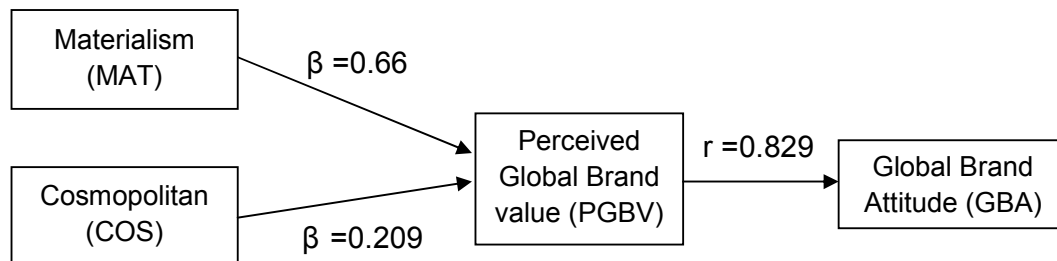 Materialism
(MAT)
β =0.66
Cosmopolitan
(COS)
β =0.209
Perceived
Global Brand
value (PGBV)
r =0.829
Global Brand
Attitude (GBA)